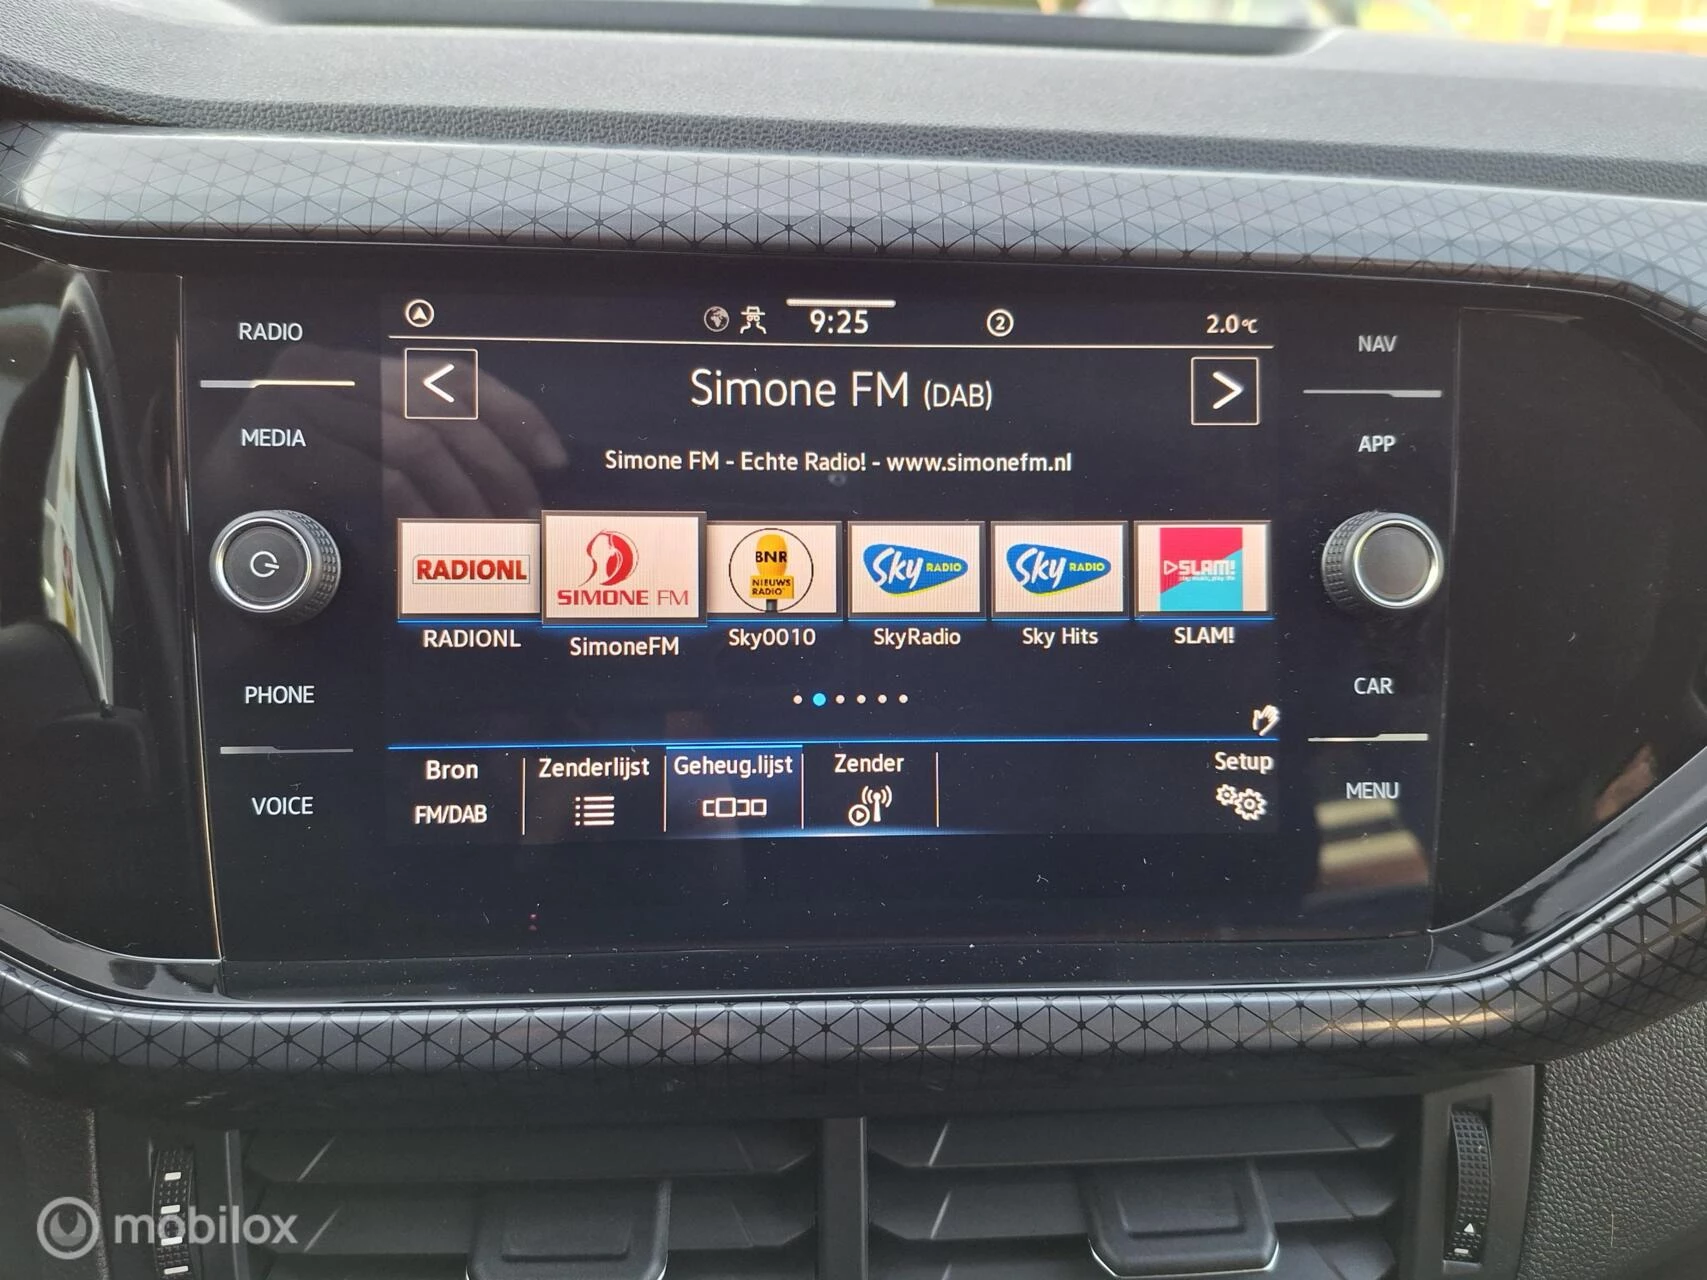 RADIO
MEDIA
PHONE
VOICE
9:25
2
2.0°C
<
Simone FM (DAB)
>
Simone FM - Echte Radio! - www.simonefm.nl
RADIONL
SIMONE FM
BNR
NIEUWS
RADIO
Sky RADIO
Sky RADIO
SLAM!
RADIONL
SimoneFM
Sky0010
SkyRadio
Sky Hits
SLAM!
Bron
FM/DAB
Zenderlijst
Geheug.lijst
Zender
Setup
NAV
APP
CAR
MENU
mobilox